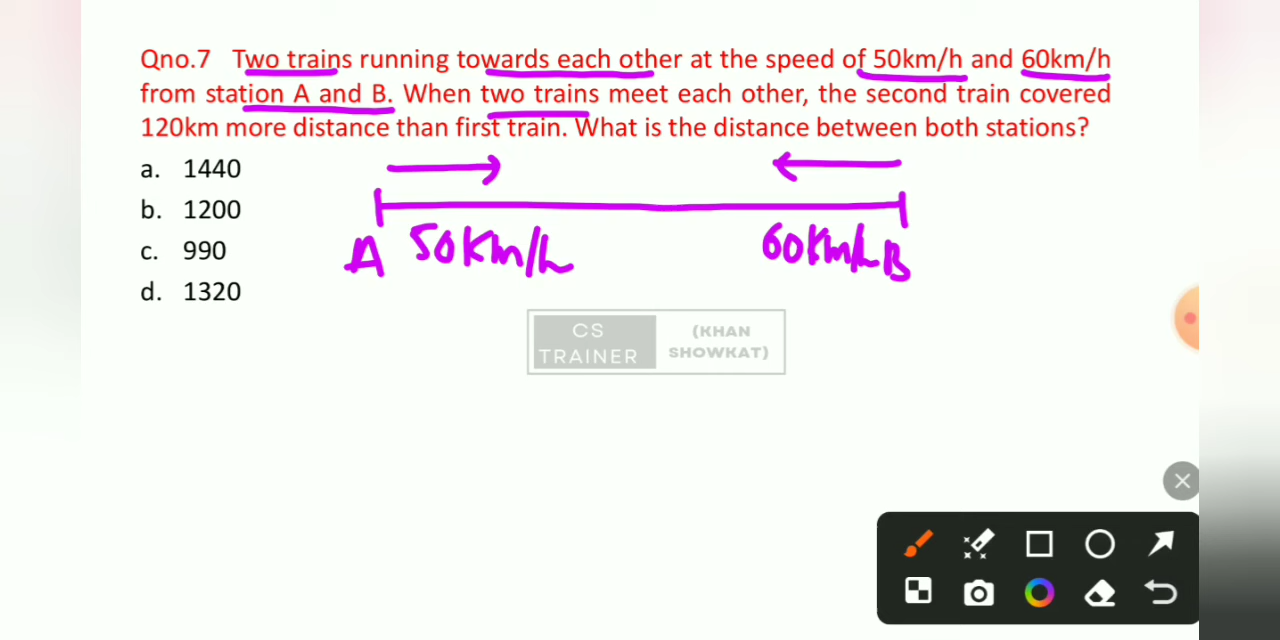 Qno.7 Two trains running towards each other at the speed of 50km/h and 60km/h
from station A and B. When two trains meet each other, the second train covered
120km more distance than first train. What is the distance between both stations?
a. 1440
b. 1200
c. 990
d. 1320
A 50Km/h 60Km/h B
CS TRAINER (KHAN SHOWKAT)